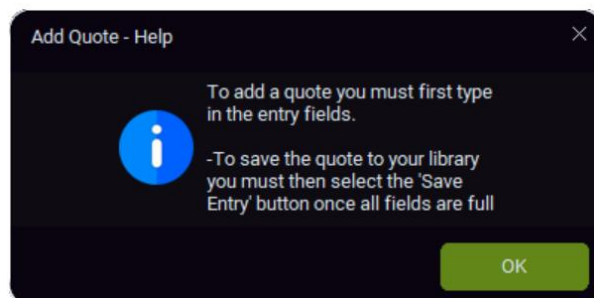 Add Quote - Help
To add a quote you must first type
in the entry fields.
-To save the quote to your library
you must then select the 'Save
Entry' button once all fields are full
OK